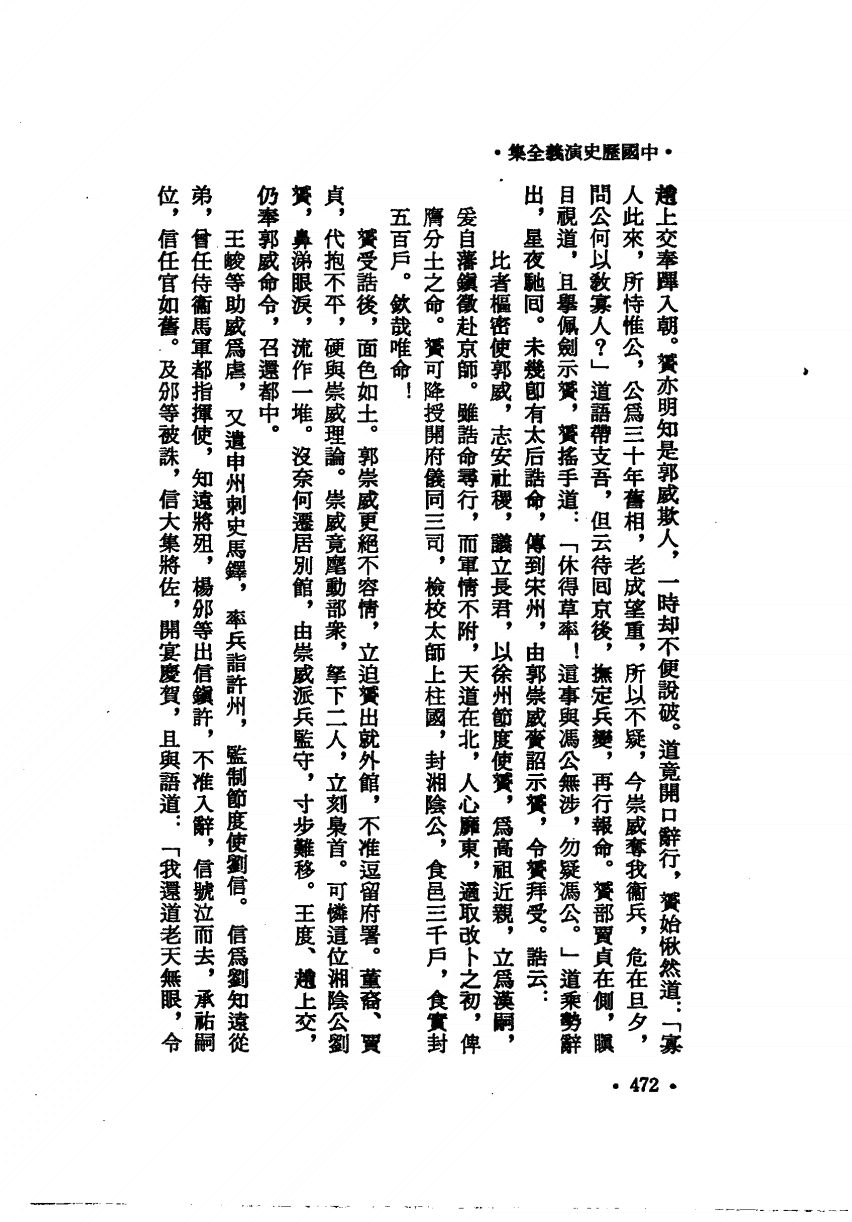 •中國歷史演義全集•
趙上交奉蹕入朝。贇亦明知是郭威欺人，一時却不便說破。道竟開口辭行，贇始愀然道：「寡
人此來，所恃惟公，公爲三十年舊相，老成望重，所以不疑，今崇威奪我衞兵，危在旦夕，
問公何以敎寡人？」道語帶支吾，但云待回京後，撫定兵變，再行報命。贇部賈貞在側，瞋
目視道，且擧佩劍示贇，贇搖手道：「休得草率！這事與馮公無涉，勿疑馮公。」道乘勢辭
出，星夜馳回。未幾卽有太后誥命，傳到宋州，由郭崇威賫詔示贇，令贇拜受。誥云：
比者樞密使郭威，志安社稷，議立長君，以徐州節度使贇，爲高祖近親，立爲漢嗣，
爰自藩鎭徵赴京師。雖誥命尋行，而軍情不附，天道在北，人心靡東，適取改卜之初，俾
膺分土之命。贇可降授開府儀同三司，檢校太師上柱國，封湘陰公，食邑三千戶，食實封
五百戶。欽哉唯命！
贇受誥後，面色如土。郭崇威更絕不容情，立迫贇出就外館，不准逗留府署。董裔、賈
貞，代抱不平，硬與崇威理論。崇威竟麾動部衆，拏下二人，立刻梟首。可憐這位湘陰公劉
贇，鼻涕眼淚，流作一堆。沒奈何遷居別館，由崇威派兵監守，寸步難移。王度、趙上交，
仍奉郭威命令，召還都中。
王峻等助威爲虐，又遣申州刺史馬鐸，率兵詣許州，監制節度使劉信。信爲劉知遠從
弟，曾任侍衞馬軍都指揮使，知遠將殂，楊邠等出信鎭許，不准入辭，信號泣而去，承祐嗣
位，信任官如舊。及邠等被誅，信大集將佐，開宴慶賀，且與語道：「我還道老天無眼，令
•472•